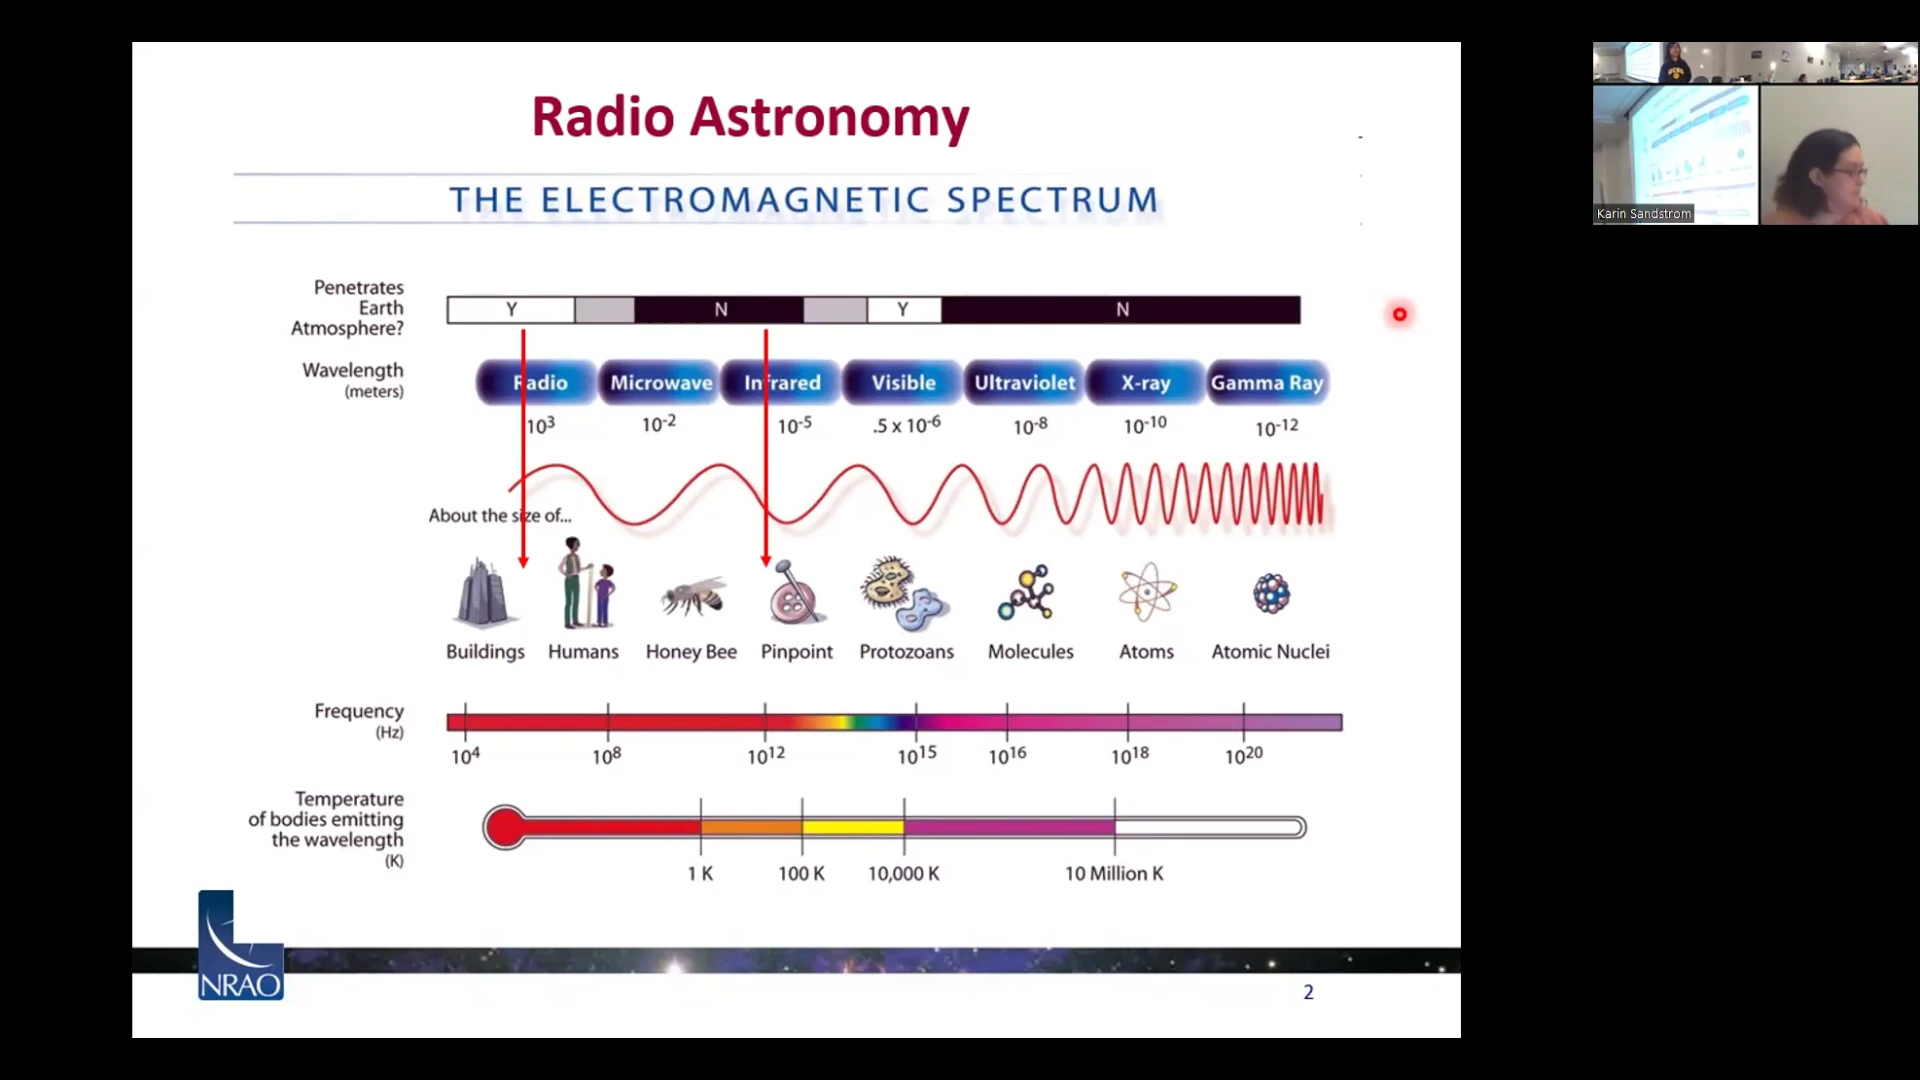 Radio Astronomy
THE ELECTROMAGNETIC SPECTRUM
Penetrates
Earth
Atmosphere?
Y
N
Y
N
Wavelength
(meters)
Radio
Microwave
Infrared
Visible
Ultraviolet
X-ray
Gamma Ray
10³
10⁻²
10⁻⁵
.5 x 10⁻⁶
10⁻⁸
10⁻¹⁰
10⁻¹²
About the size of...
Buildings
Humans
Honey Bee
Pinpoint
Protozoans
Molecules
Atoms
Atomic Nuclei
Frequency
(Hz)
10⁴
10⁸
10¹²
10¹⁵
10¹⁶
10¹⁸
10²⁰
Temperature
of bodies emitting
the wavelength
(K)
1 K
100 K
10,000 K
10 Million K
NRAO
2
Karin Sandstrom